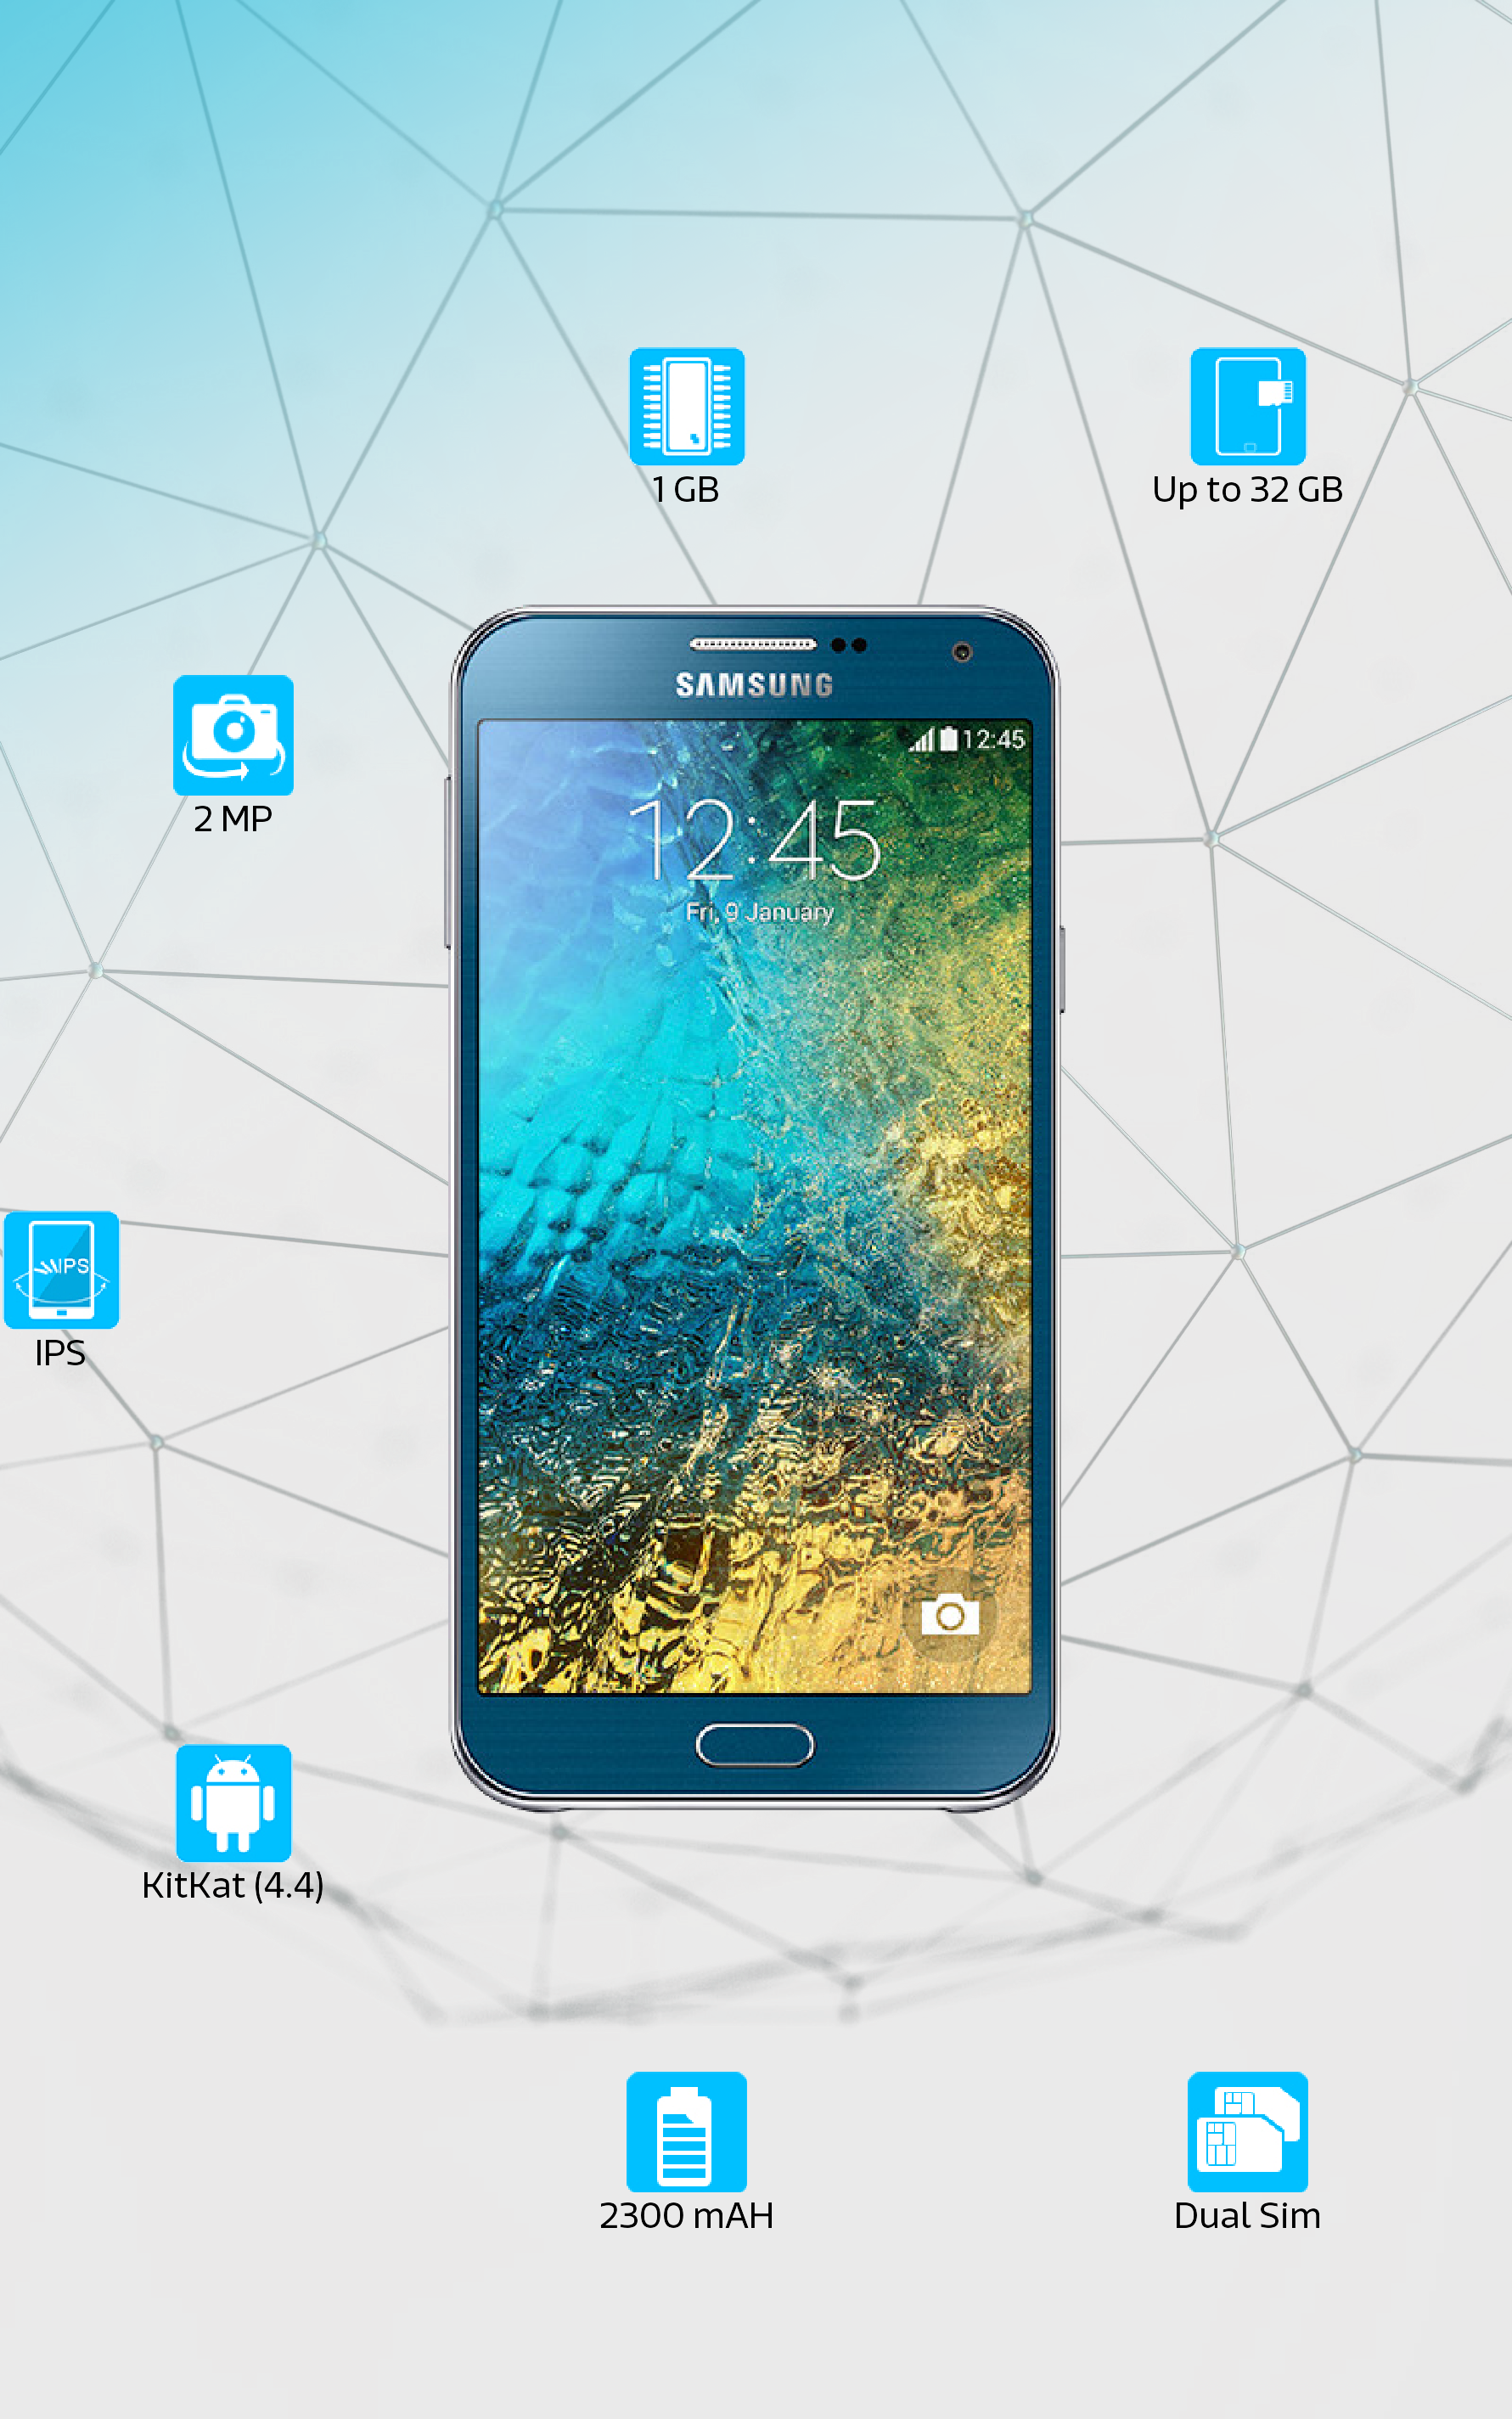 1 GB
Up to 32 GB
2 MP
SAMSUNG
12:45
12:45
Fri, 9 January
IPS
IPS
KitKat (4.4)
2300 mAH
Dual Sim